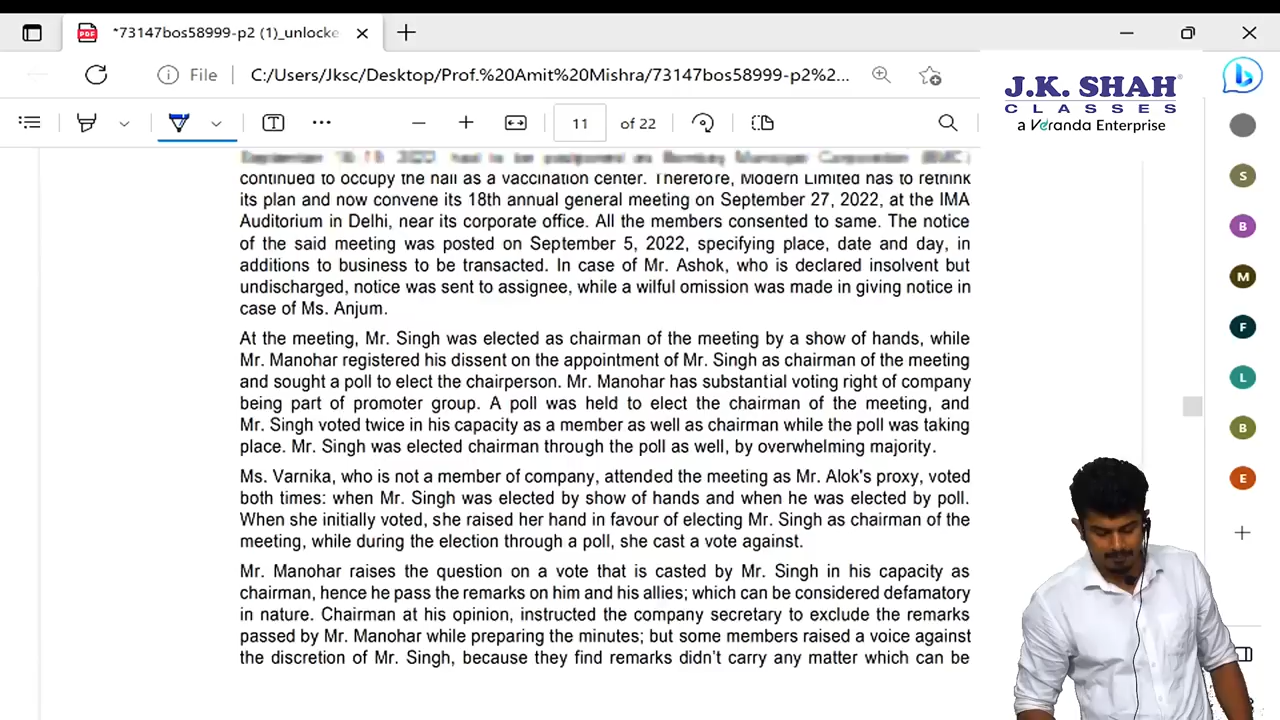 *73147bos58999-p2 (1)_unlocke
File
C:/Users/Jksc/Desktop/Prof.%20Amit%20Mishra/73147bos58999-p2%2...
11 of 22
J.K. SHAH
CLASSES
a Veranda Enterprise
continued to occupy the hall as a vaccination center. Therefore, Modern Limited has to rethink
its plan and now convene its 18th annual general meeting on September 27, 2022, at the IMA
Auditorium in Delhi, near its corporate office. All the members consented to same. The notice
of the said meeting was posted on September 5, 2022, specifying place, date and day, in
additions to business to be transacted. In case of Mr. Ashok, who is declared insolvent but
undischarged, notice was sent to assignee, while a wilful omission was made in giving notice in
case of Ms. Anjum.
At the meeting, Mr. Singh was elected as chairman of the meeting by a show of hands, while
Mr. Manohar registered his dissent on the appointment of Mr. Singh as chairman of the meeting
and sought a poll to elect the chairperson. Mr. Manohar has substantial voting right of company
being part of promoter group. A poll was held to elect the chairman of the meeting, and
Mr. Singh voted twice in his capacity as a member as well as chairman while the poll was taking
place. Mr. Singh was elected chairman through the poll as well, by overwhelming majority.
Ms. Varnika, who is not a member of company, attended the meeting as Mr. Alok's proxy, voted
both times: when Mr. Singh was elected by show of hands and when he was elected by poll.
When she initially voted, she raised her hand in favour of electing Mr. Singh as chairman of the
meeting, while during the election through a poll, she cast a vote against.
Mr. Manohar raises the question on a vote that is casted by Mr. Singh in his capacity as
chairman, hence he pass the remarks on him and his allies; which can be considered defamatory
in nature. Chairman at his opinion, instructed the company secretary to exclude the remarks
passed by Mr. Manohar while preparing the minutes; but some members raised a voice against
the discretion of Mr. Singh, because they find remarks didn't carry any matter which can be
S
B
M
F
L
B
E